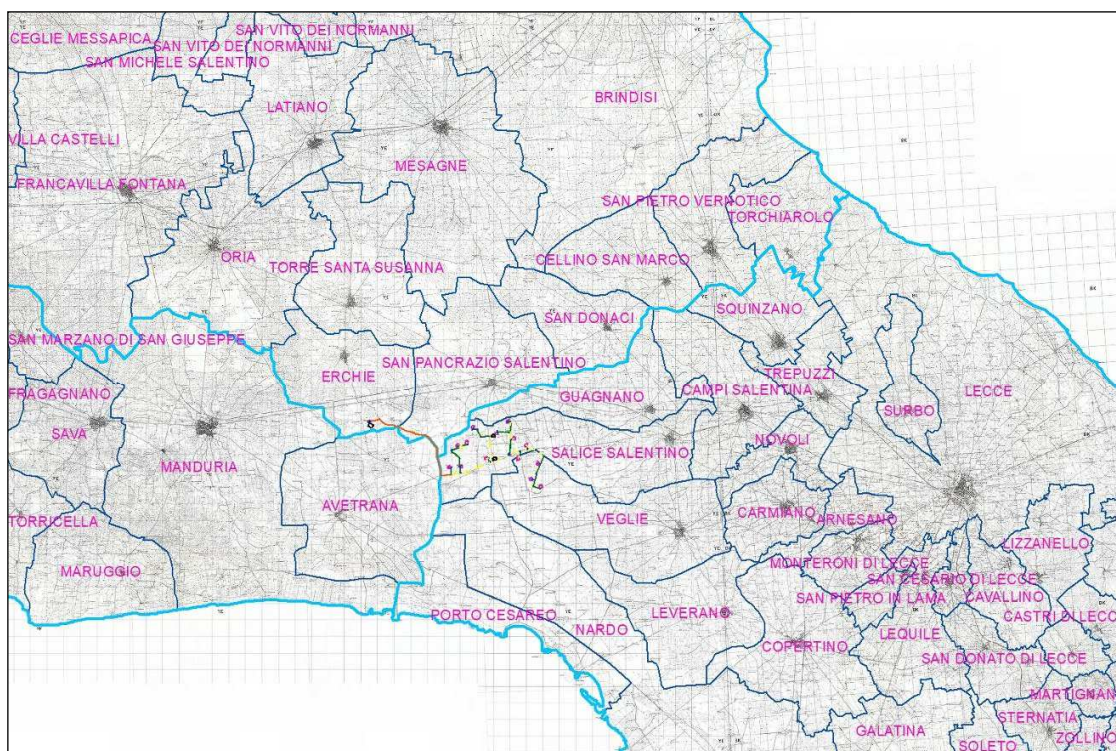 SAN VITO DEI NORMANNI
CEGLIE MESSAPICA
SAN VITO DEI NORMANNI
SAN MICHELE SALENTINO
BRINDISI
LATIANO
VILLA CASTELLI
MESAGNE
FRANCAVILLA FONTANA
SAN PIETRO VERNOTICO
TORCHIAROLO
ORIA
CELLINO SAN MARCO
TORRE SANTA SUSANNA
SQUINZANO
SAN DONACI
SAN MARZANO DI SAN GIUSEPPE
SAN PANCRAZIO SALENTINO
ERCHIE
TREPUZZI
FRAGAGNANO
GUAGNANO
CAMPI SALENTINA
LECCE
SURBO
SAVA
NOVOLI
SALICE SALENTINO
MANDURIA
AVETRANA
CARMIANO
VEGLIE
ARNESANO
TORRICELLA
LIZZANELLO
MONTERONI DI LECCE
MARUGGIO
SAN CESARIO DI LECCE
SAN PIETRO IN LAMA
CAVALLINO
PORTO CESAREO
LEVERANO
CASTRI DI LECC
NARDO
LEQUILE
COPERTINO
SAN DONATO DI LECCE
MARTIGNAN
STERNATIA
GALATINA
ZOLLINO
SOLETO